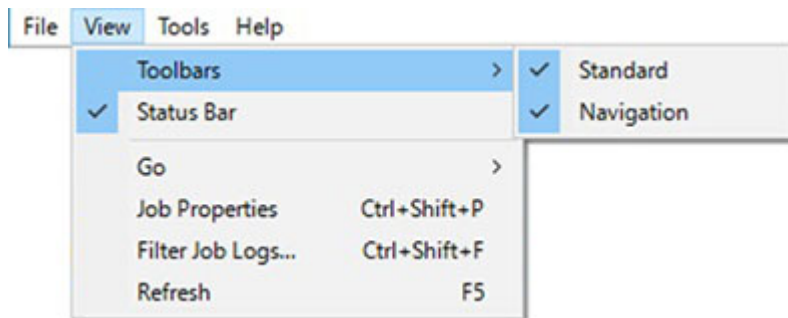 File View Tools Help
Toolbars > Standard
Status Bar Navigation
Go >
Job Properties Ctrl+Shift+P
Filter Job Logs... Ctrl+Shift+F
Refresh F5